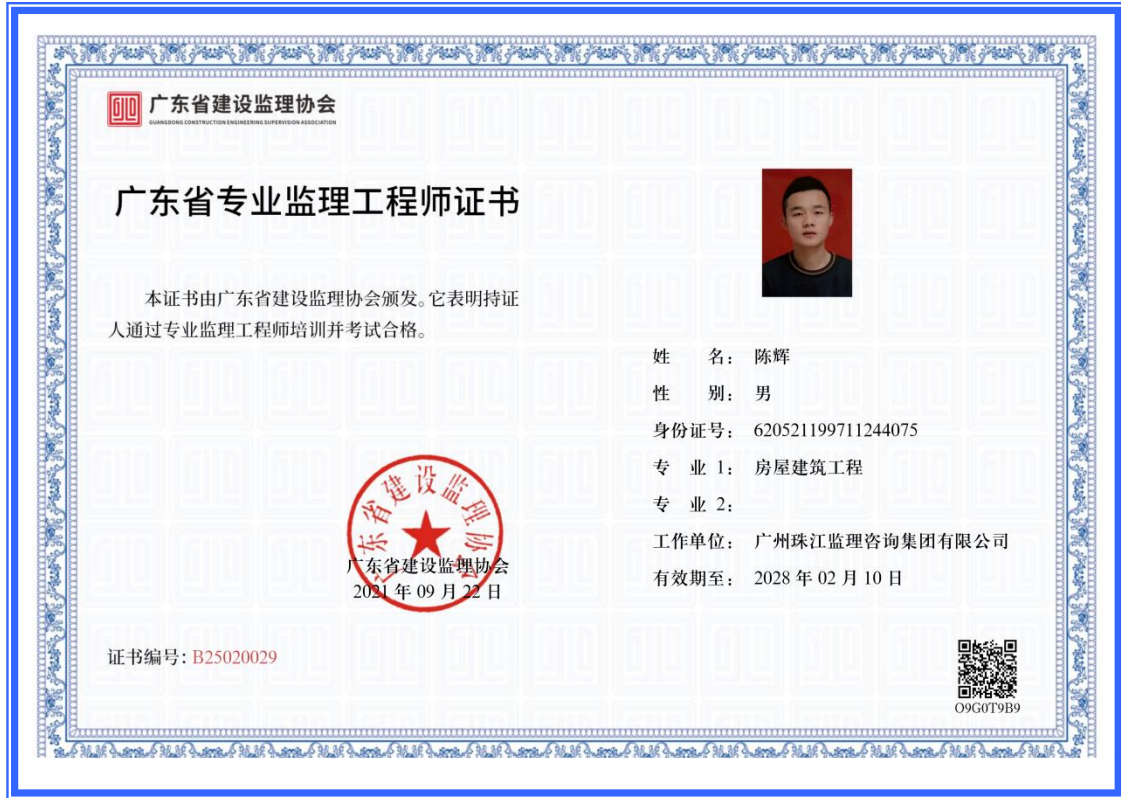 广东省建设监理协会
GUANGDONG CONSTRUCTION ENGINEERING SUPERVISION ASSOCIATION
广东省专业监理工程师证书
本证书由广东省建设监理协会颁发。它表明持证
人通过专业监理工程师培训并考试合格。
姓 名： 陈辉
性 别： 男
身份证号： 620521199711244075
专 业 1： 房屋建筑工程
专 业 2：
工作单位： 广州珠江监理咨询集团有限公司
有效期至： 2028 年 02 月 10 日
广东省建设监理协会
广东省建设监理协会
2021 年 09 月 22 日
证书编号: B25020029
O9G0T9B9